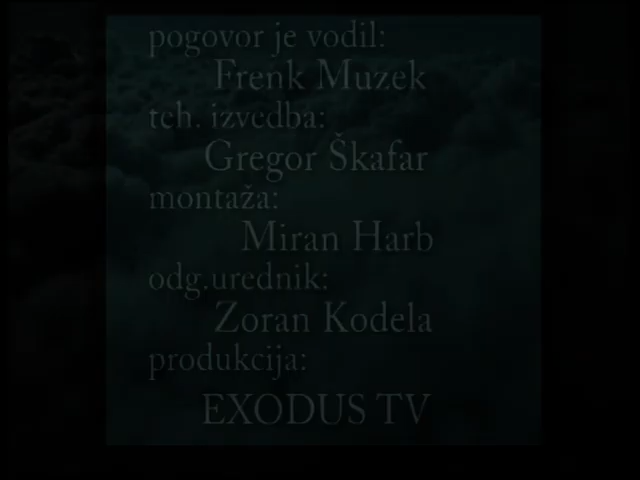 pogovor je vodil:
Frenk Muzek
teh. izvedba:
Gregor Škafar
montaža:
Miran Harb
odg.urednik:
Zoran Kodela
produkcija:
EXODUS TV